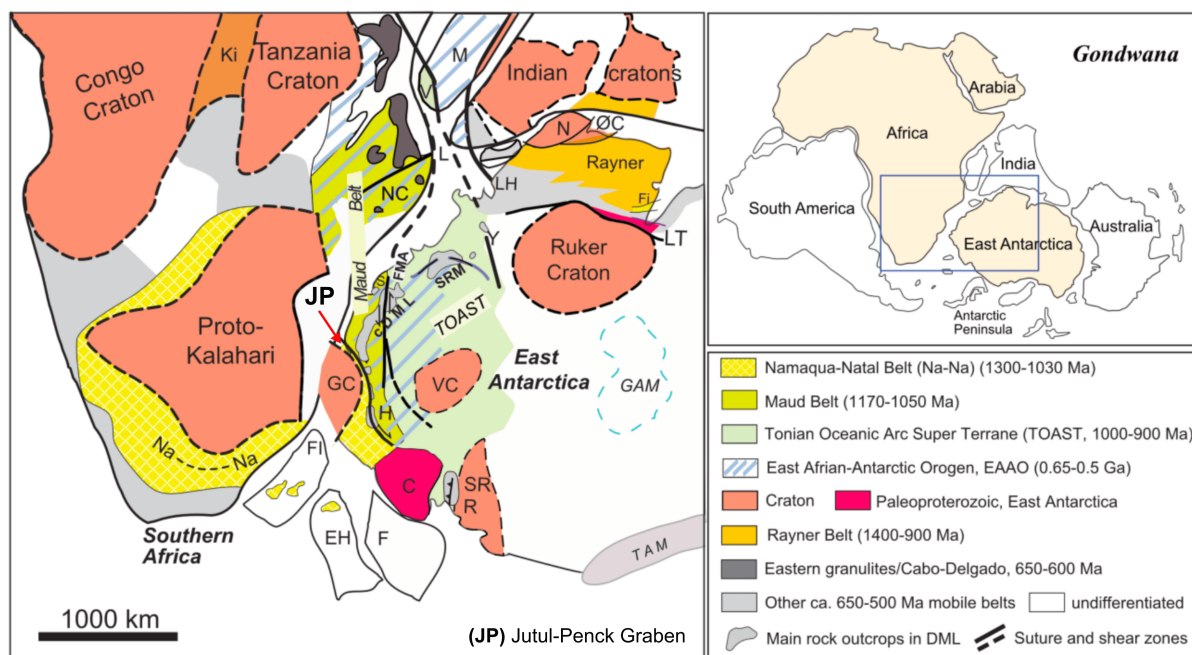 Congo
Craton
Ki
Tanzania
Craton
M
V
Indian
cratons
N
ØC
Rayner
Fi
L
LH
NC
Maud Belt
LT
Y
Ruker
Craton
FMA
SRM
S
CDML
TOAST
JP
Proto-
Kalahari
GC
VC
East
Antarctica
GAM
H
Na
Na
FI
C
SR
R
EH
F
Southern
Africa
TAM
1000 km
(JP) Jutul-Penck Graben
Gondwana
Arabia
Africa
India
South America
East Antarctica
Australia
Antarctic
Peninsula
Namaqua-Natal Belt (Na-Na) (1300-1030 Ma)
Maud Belt (1170-1050 Ma)
Tonian Oceanic Arc Super Terrane (TOAST, 1000-900 Ma)
East Afrian-Antarctic Orogen, EAAO (0.65-0.5 Ga)
Craton
Paleoproterozoic, East Antarctica
Rayner Belt (1400-900 Ma)
Eastern granulites/Cabo-Delgado, 650-600 Ma
Other ca. 650-500 Ma mobile belts
undifferentiated
Main rock outcrops in DML
Suture and shear zones